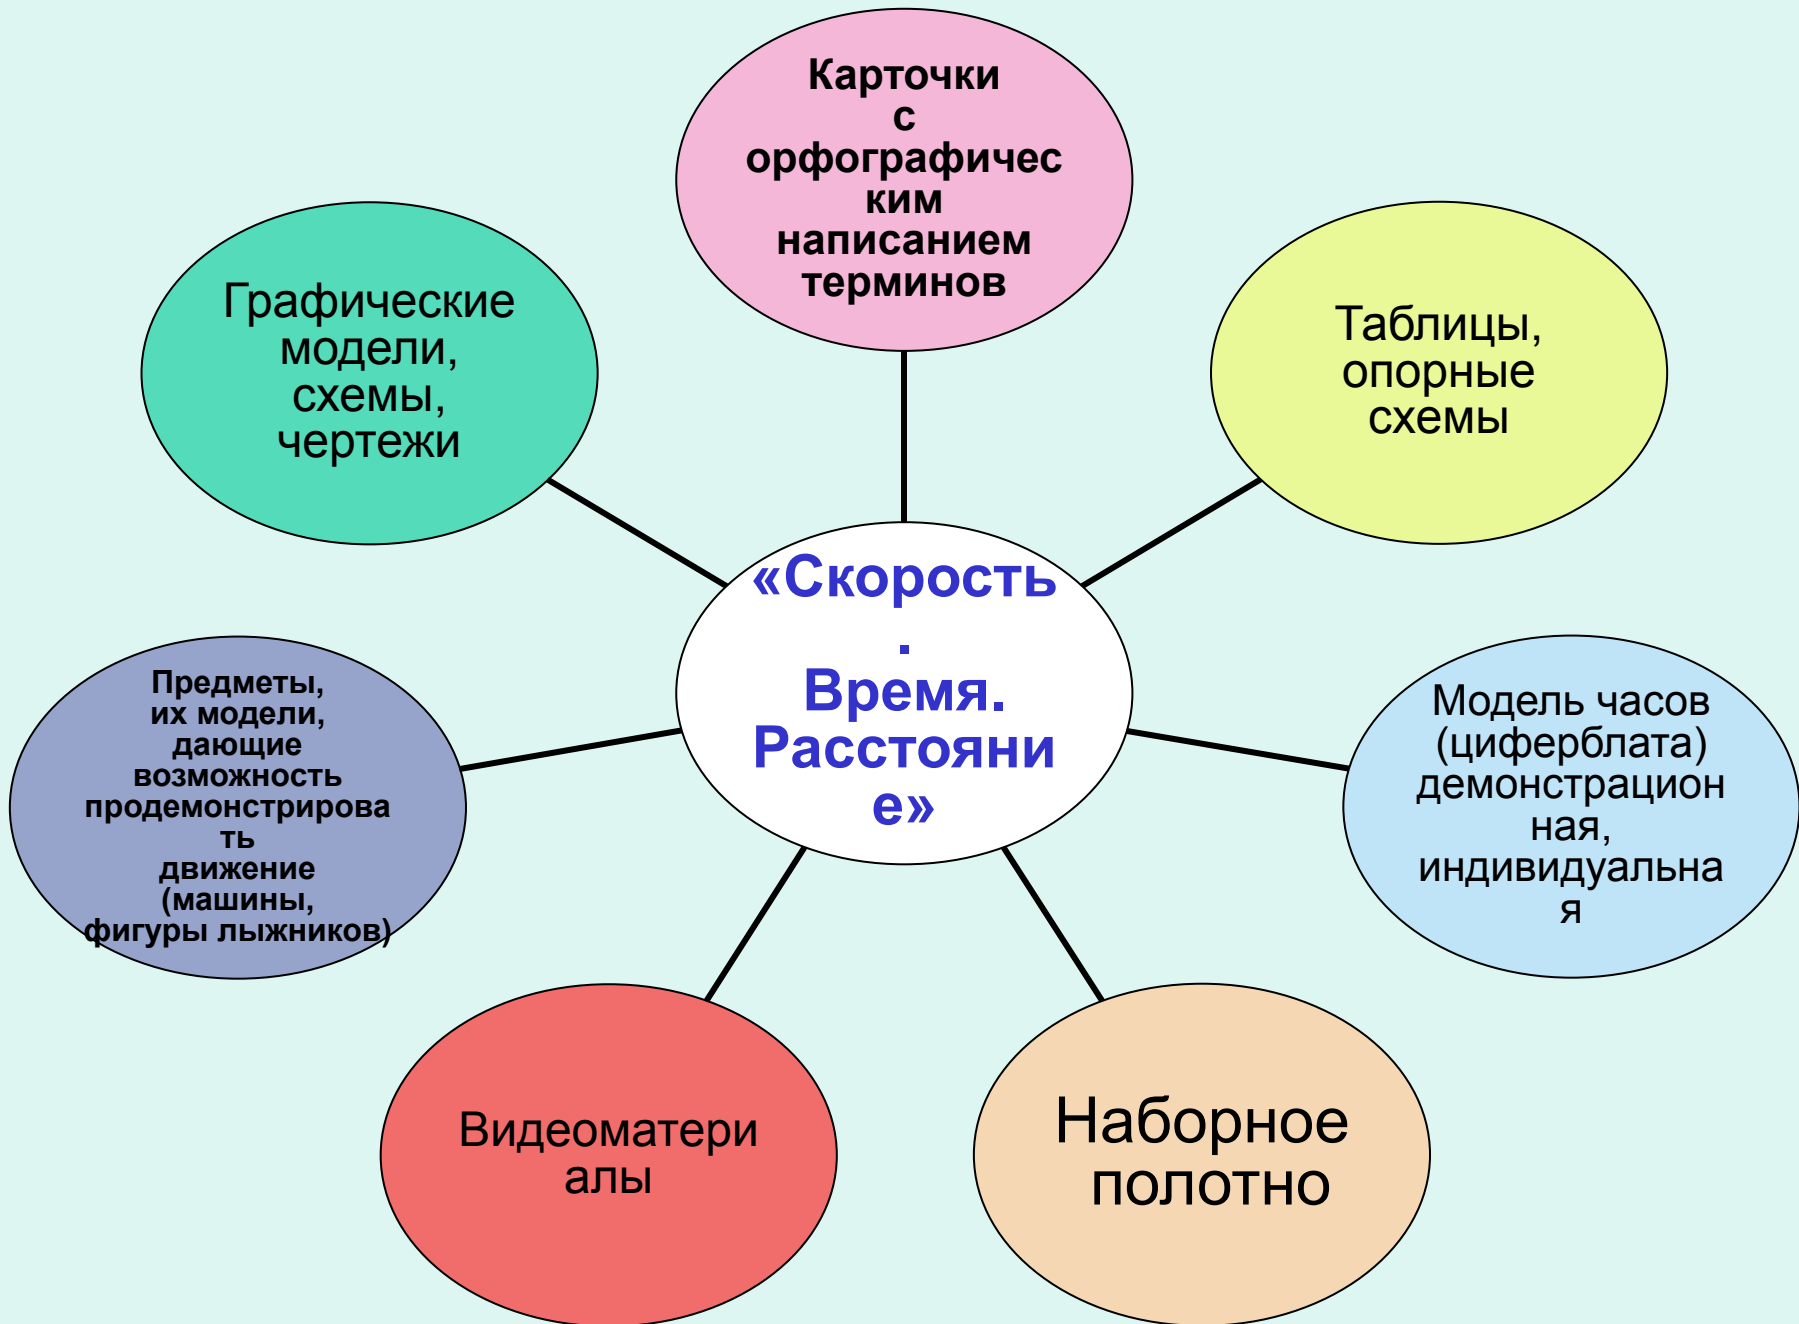 Карточки
с
орфографичес
ким
написанием
терминов
Графические
модели,
схемы,
чертежи
Таблицы,
опорные
схемы
«Скорость
.
Время.
Расстояни
е»
Предметы,
их модели,
дающие
возможность
продемонстрирова
ть
движение
(машины,
фигуры лыжников)
Модель часов
(циферблата)
демонстрацион
ная,
индивидуальна
я
Видеоматери
алы
Наборное
полотно